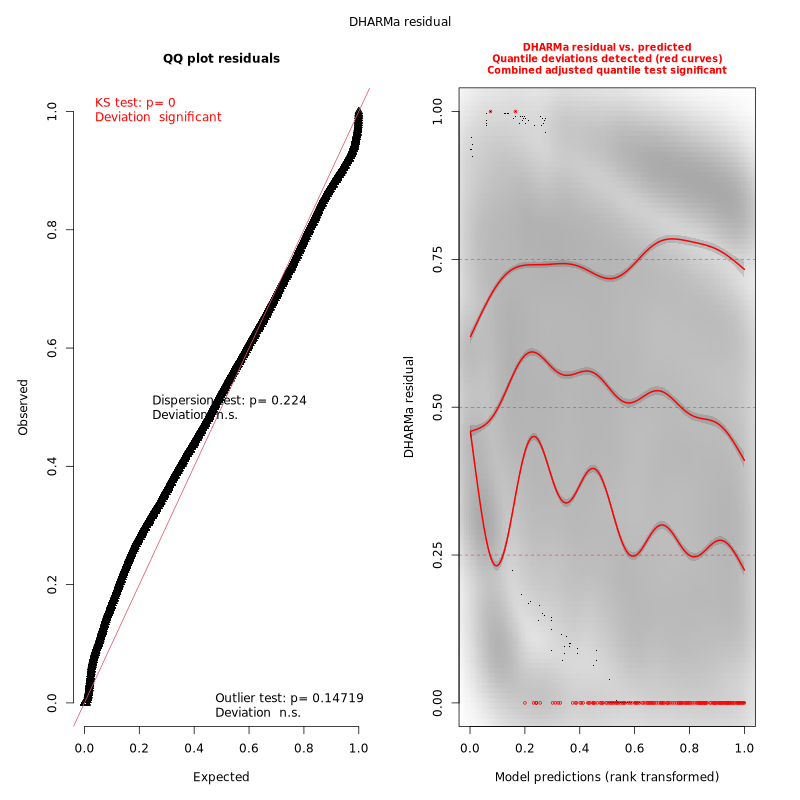 DHARMa residual
QQ plot residuals
KS test: p= 0
Deviation  significant
Dispersion test: p= 0.224
Deviation  n.s.
Outlier test: p= 0.14719
Deviation  n.s.
Observed
0.0
0.2
0.4
0.6
0.8
1.0
0.0
0.2
0.4
0.6
0.8
1.0
Expected
DHARMa residual vs. predicted
Quantile deviations detected (red curves)
Combined adjusted quantile test significant
DHARMa residual
0.00
0.25
0.50
0.75
1.00
0.0
0.2
0.4
0.6
0.8
1.0
Model predictions (rank transformed)